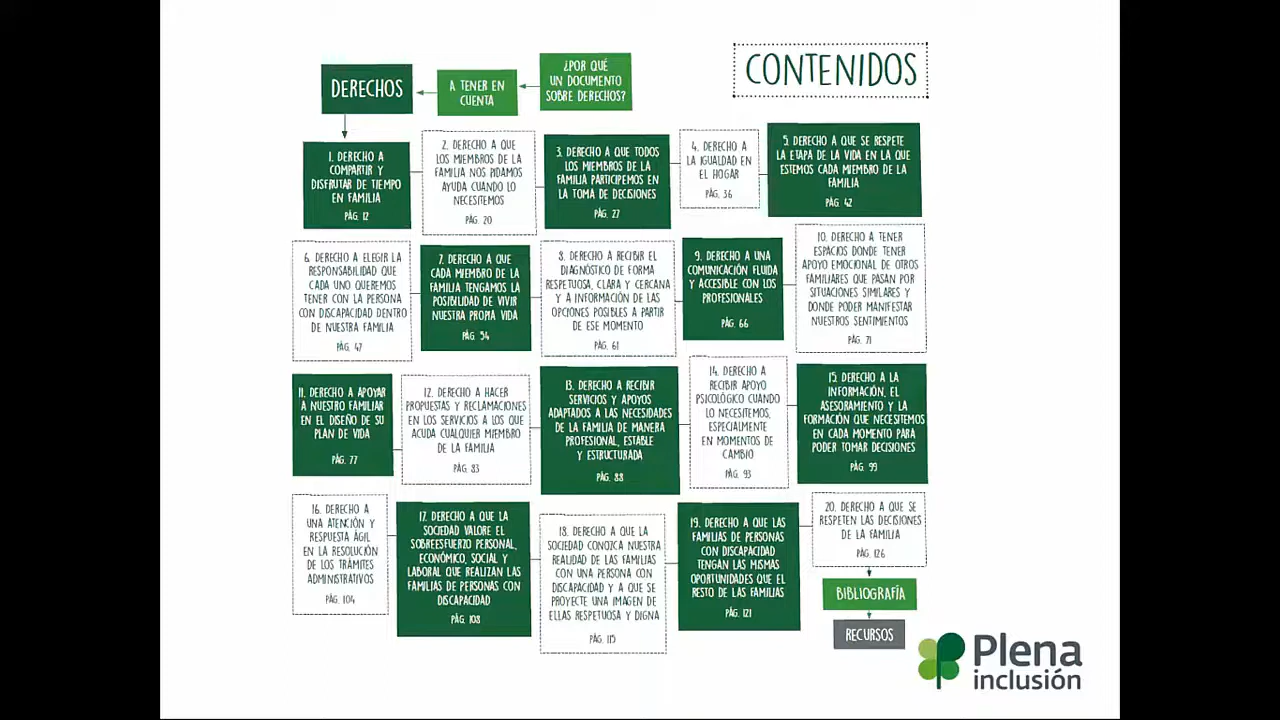 CONTENIDOS
¿POR QUÉ
UN DOCUMENTO
SOBRE DERECHOS?
A TENER EN
CUENTA
DERECHOS
1. DERECHO A
COMPARTIR Y
DISFRUTAR DE TIEMPO
EN FAMILIA
PÁG. 12
2. DERECHO A QUE
LOS MIEMBROS DE LA
FAMILIA NOS PIDAMOS
AYUDA CUANDO LO
NECESITEMOS
PÁG. 20
3. DERECHO A QUE TODOS
LOS MIEMBROS DE LA
FAMILIA PARTICIPEMOS EN
LA TOMA DE DECISIONES
PÁG. 27
4. DERECHO A
LA IGUALDAD EN
EL HOGAR
PÁG. 36
5. DERECHO A QUE SE RESPETE
LA ETAPA DE LA VIDA EN LA QUE
ESTEMOS CADA MIEMBRO DE LA
FAMILIA
PÁG. 42
6. DERECHO A ELEGIR LA
RESPONSABILIDAD QUE
CADA UNO QUEREMOS
TENER CON LA PERSONA
CON DISCAPACIDAD DENTRO
DE NUESTRA FAMILIA
PÁG. 47
7. DERECHO A QUE
CADA MIEMBRO DE LA
FAMILIA TENGAMOS LA
POSIBILIDAD DE VIVIR
NUESTRA PROPIA VIDA
PÁG. 54
8. DERECHO A RECIBIR EL
DIAGNÓSTICO DE FORMA
RESPETUOSA, CLARA Y CERCANA
Y A INFORMACIÓN DE LAS
OPCIONES POSIBLES A PARTIR
DE ESE MOMENTO
PÁG. 61
9. DERECHO A UNA
COMUNICACIÓN FLUIDA
Y ACCESIBLE CON LOS
PROFESIONALES
PÁG. 66
10. DERECHO A TENER
ESPACIOS DONDE TENER
APOYO EMOCIONAL DE OTROS
FAMILIARES QUE PASAN POR
SITUACIONES SIMILARES Y
DONDE PODER MANIFESTAR
NUESTROS SENTIMIENTOS
PÁG. 71
11. DERECHO A APOYAR
A NUESTRO FAMILIAR
EN EL DISEÑO DE SU
PLAN DE VIDA
PÁG. 77
12. DERECHO A HACER
PROPUESTAS Y RECLAMACIONES
EN LOS SERVICIOS A LOS QUE
ACUDA CUALQUIER MIEMBRO
DE LA FAMILIA
PÁG. 83
13. DERECHO A RECIBIR
SERVICIOS Y APOYOS
ADAPTADOS A LAS NECESIDADES
DE LA FAMILIA DE MANERA
PROFESIONAL, ESTABLE
Y ESTRUCTURADA
PÁG. 88
14. DERECHO A
RECIBIR APOYO
PSICOLÓGICO CUANDO
LO NECESITEMOS,
ESPECIALMENTE
EN MOMENTOS DE
CAMBIO
PÁG. 93
15. DERECHO A LA
INFORMACIÓN, EL
ASESORAMIENTO Y LA
FORMACIÓN QUE NECESITEMOS
EN CADA MOMENTO PARA
PODER TOMAR DECISIONES
PÁG. 99
16. DERECHO A
UNA ATENCIÓN Y
RESPUESTA ÁGIL
EN LA RESOLUCIÓN
DE LOS TRÁMITES
ADMINISTRATIVOS
PÁG. 104
17. DERECHO A QUE LA
SOCIEDAD VALORE EL
SOBREESFUERZO PERSONAL,
ECONÓMICO, SOCIAL Y
LABORAL QUE REALIZAN LAS
FAMILIAS DE PERSONAS CON
DISCAPACIDAD
PÁG. 108
18. DERECHO A QUE LA
SOCIEDAD CONOZCA NUESTRA
REALIDAD DE LAS FAMILIAS
CON UNA PERSONA CON
DISCAPACIDAD Y A QUE SE
PROYECTE UNA IMAGEN DE
ELLAS RESPETUOSA Y DIGNA
PÁG. 115
19. DERECHO A QUE LAS
FAMILIAS DE PERSONAS
CON DISCAPACIDAD
TENGAN LAS MISMAS
OPORTUNIDADES QUE EL
RESTO DE LAS FAMILIAS
PÁG. 121
20. DERECHO A QUE SE
RESPETEN LAS DECISIONES
DE LA FAMILIA
PÁG. 126
BIBLIOGRAFÍA
RECURSOS
Plena
inclusión